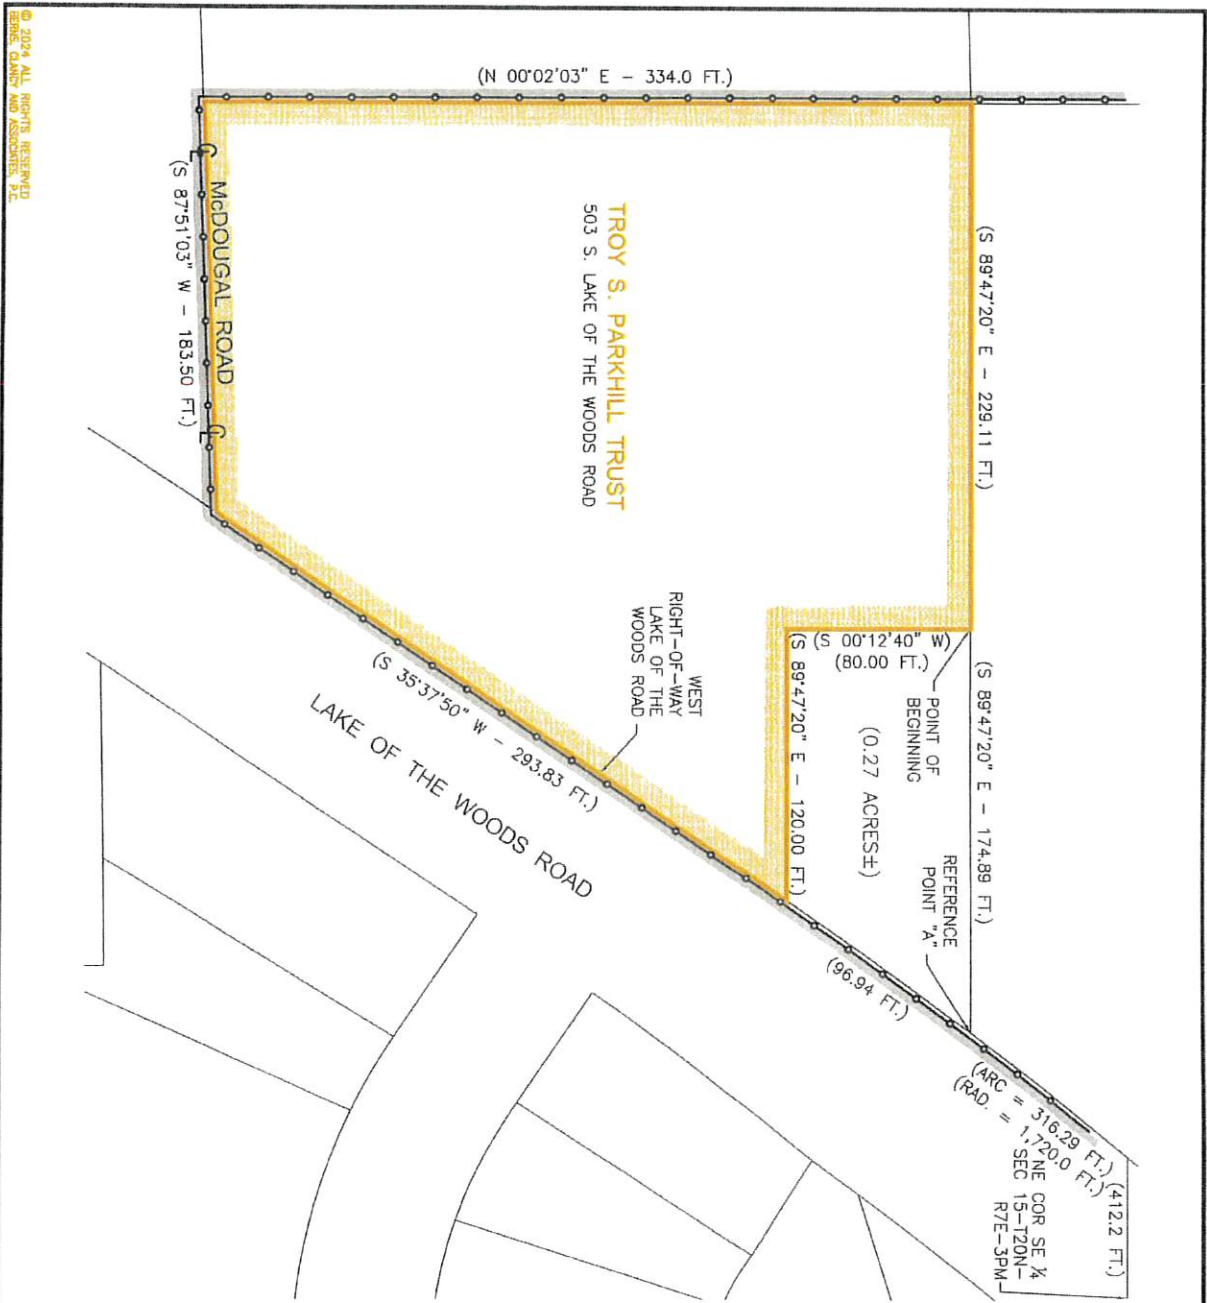 (N 00°02'03" E - 334.0 FT.)
(S 89°47'20" E - 229.11 FT.)
(S 89°47'20" E - 174.89 FT.)
TROY S. PARKHILL TRUST
503 S. LAKE OF THE WOODS ROAD
(S 00°12'40" W)
(80.00 FT.)
POINT OF
BEGINNING
(0.27 ACRES±)
REFERENCE
POINT "A"
(S 89°47'20" E - 120.00 FT.)
(96.94 FT.)
(ARC = 316.29 FT.)
(RAD. = 1,720.0 FT.)
(412.2 FT.)
NE COR SE ¼
SEC 15-T20N-
R7E-3PM
WEST
RIGHT-OF-WAY
LAKE OF THE
WOODS ROAD
(S 35°37'50" W - 293.83 FT.)
LAKE OF THE WOODS ROAD
McDOUGAL ROAD
(S 87°51'03" W - 183.50 FT.)
© 2024 ALL RIGHTS RESERVED
BERNS, CLANCY AND ASSOCIATES, P.C.